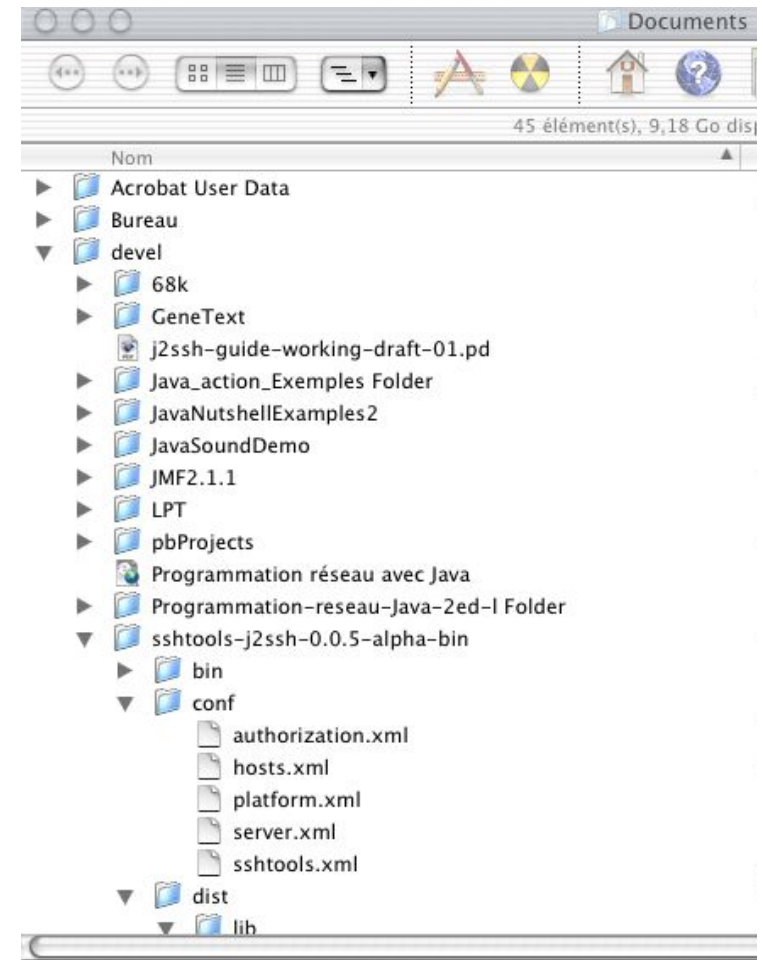 Documents
45 élément(s), 9,18 Go dis
Nom
Acrobat User Data
Bureau
devel
68k
GeneText
j2ssh-guide-working-draft-01.pd
Java_action_Exemples Folder
JavaNutshellExamples2
JavaSoundDemo
JMF2.1.1
LPT
pbProjects
Programmation réseau avec Java
Programmation-reseau-Java-2ed-l Folder
sshtools-j2ssh-0.0.5-alpha-bin
bin
conf
authorization.xml
hosts.xml
platform.xml
server.xml
sshtools.xml
dist
lib